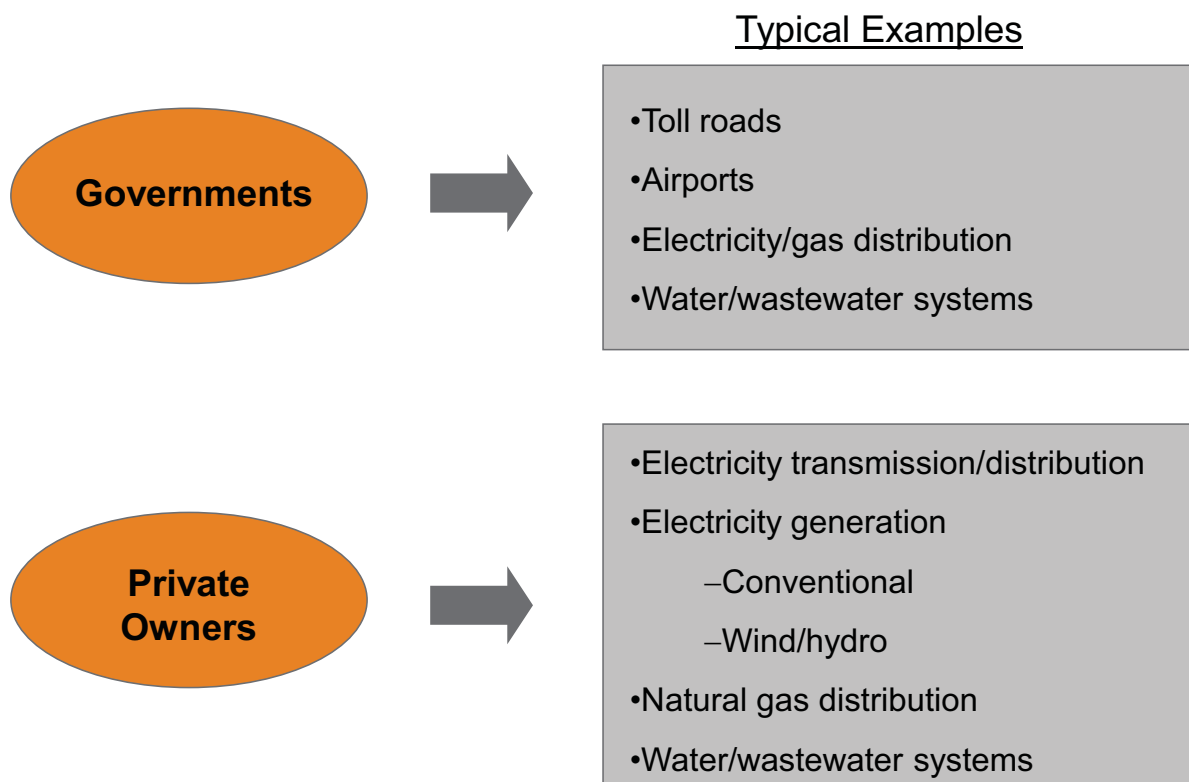 Typical Examples
Governments
•Toll roads
•Airports
•Electricity/gas distribution
•Water/wastewater systems
Private
Owners
•Electricity transmission/distribution
•Electricity generation
–Conventional
–Wind/hydro
•Natural gas distribution
•Water/wastewater systems